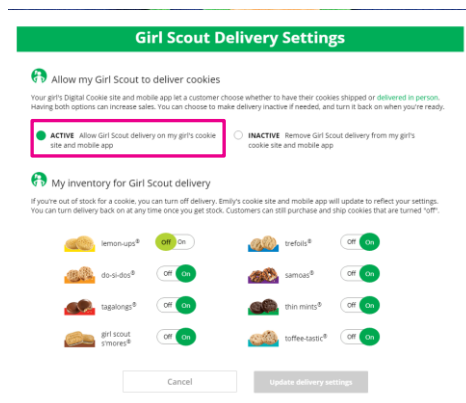 Girl Scout Delivery Settings
Allow my Girl Scout to deliver cookies
Your girl's Digital Cookie site and mobile app let a customer choose whether to have their cookies shipped or delivered in person.
Having both options can increase sales. You can choose to make delivery inactive if needed, and turn it back on when you're ready.
ACTIVE Allow Girl Scout delivery on my girl's cookie
site and mobile app
INACTIVE Remove Girl Scout delivery from my girl's
cookie site and mobile app
My inventory for Girl Scout delivery
If you're out of stock for a cookie, you can turn off delivery. Emily's cookie site and mobile app will update to reflect your settings.
You can turn delivery back on at any time once you get stock. Customers can still purchase and ship cookies that are turned "off".
lemon-ups® Off On
trefoils® Off On
do-si-dos® Off On
samoas® Off On
tagalongs® Off On
thin mints® Off On
girl scout
s'mores® Off On
toffee-tastic® Off On
Cancel
Update delivery settings